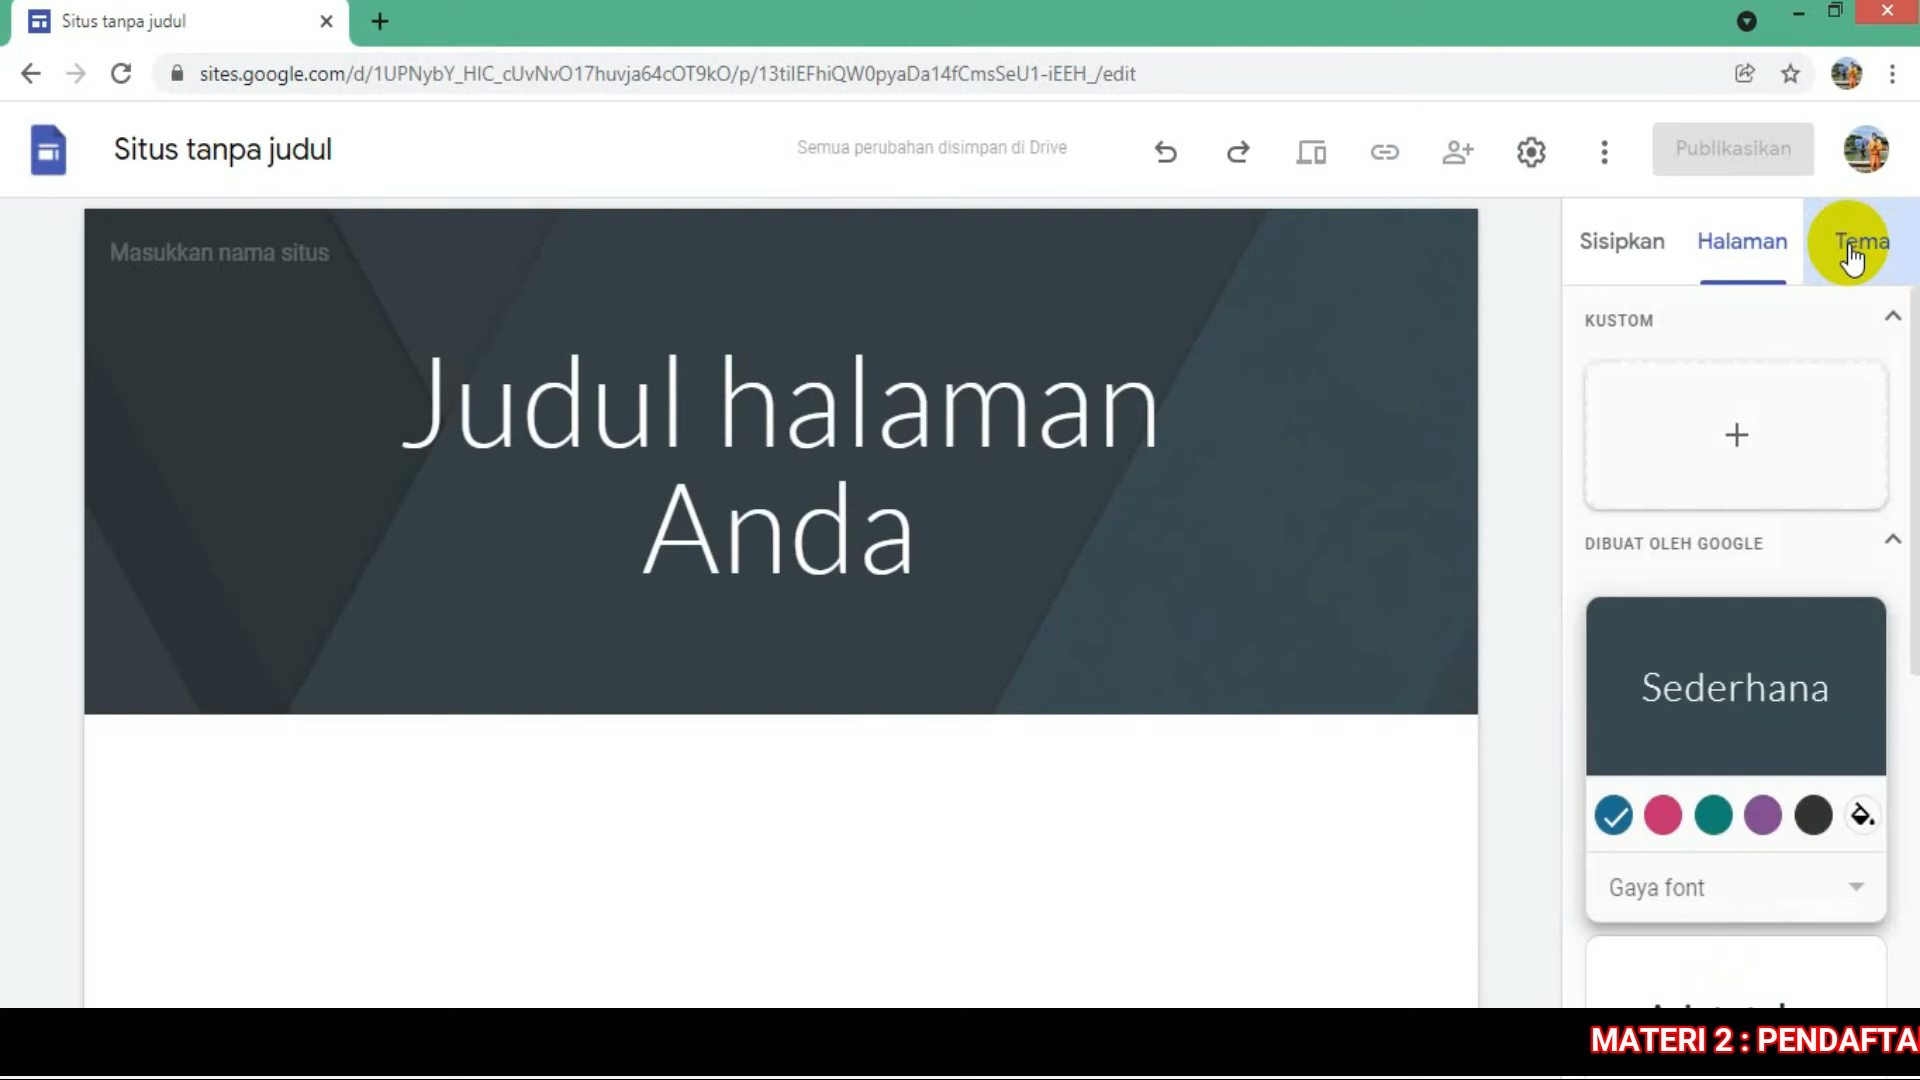 Situs tanpa judul
sites.google.com/d/1UPNybY_HIC_cUvNvO17huvja64cOT9kO/p/13tiIEFhiQW0pyaDa14fCmsSeU1-iEEH_/edit
Situs tanpa judul
Semua perubahan disimpan di Drive
Publikasikan
Masukkan nama situs
Judul halaman
Anda
Sisipkan
Halaman
Tema
KUSTOM
DIBUAT OLEH GOOGLE
Sederhana
Gaya font
MATERI 2 : PENDAFTA